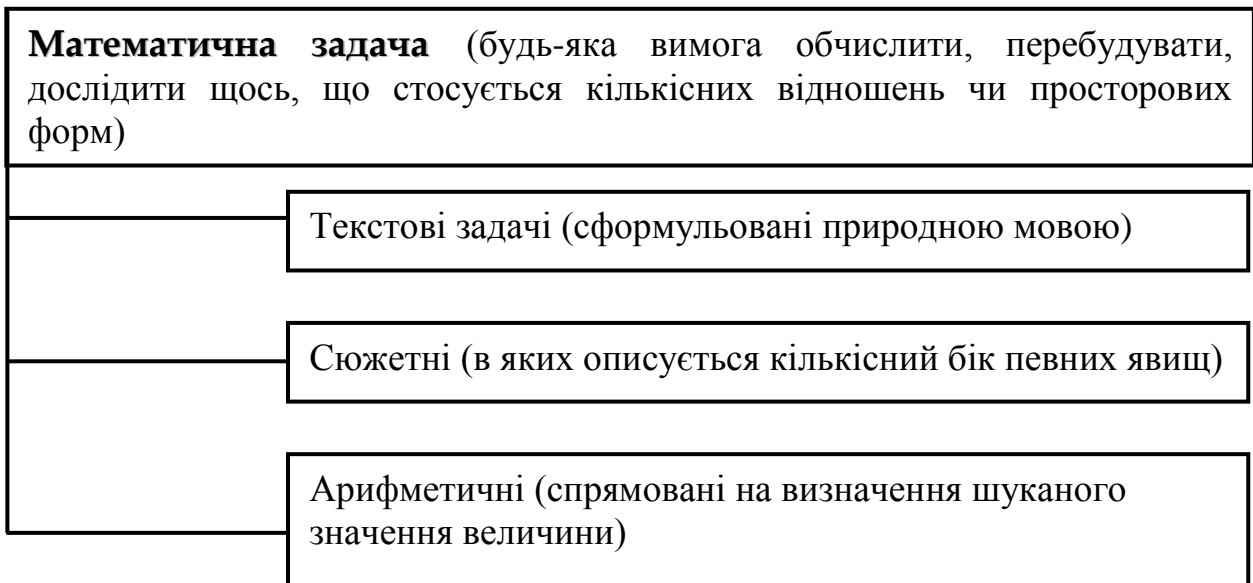 Математична задача (будь-яка вимога обчислити, перебудувати,
дослідити щось, що стосується кількісних відношень чи просторових
форм)
Текстові задачі (сформульовані природною мовою)
Сюжетні (в яких описується кількісний бік певних явищ)
Арифметичні (спрямовані на визначення шуканого
значення величини)